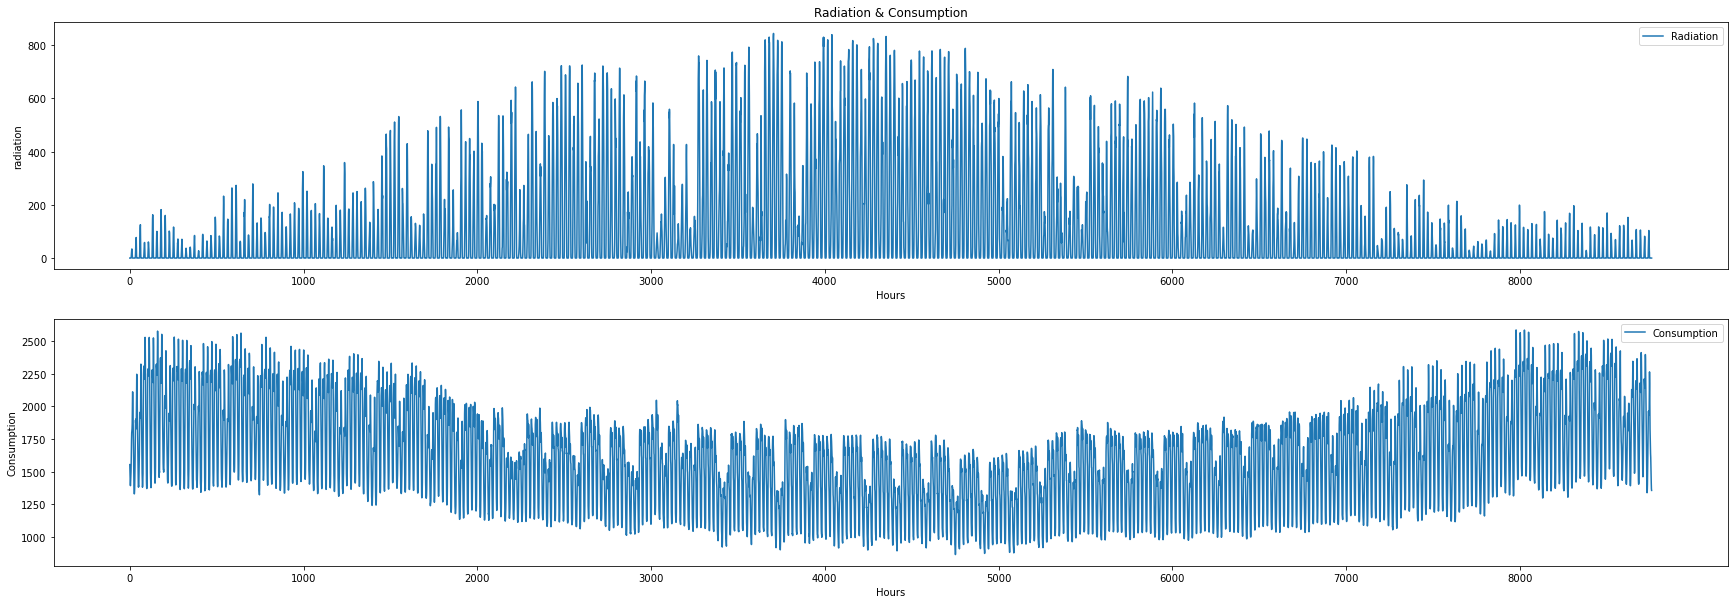 Radiation & Consumption
Radiation
800
600
400
200
0
radiation
0 1000 2000 3000 4000 5000 6000 7000 8000
Hours
Consumption
2500
2250
2000
1750
1500
1250
1000
Consumption
0 1000 2000 3000 4000 5000 6000 7000 8000
Hours